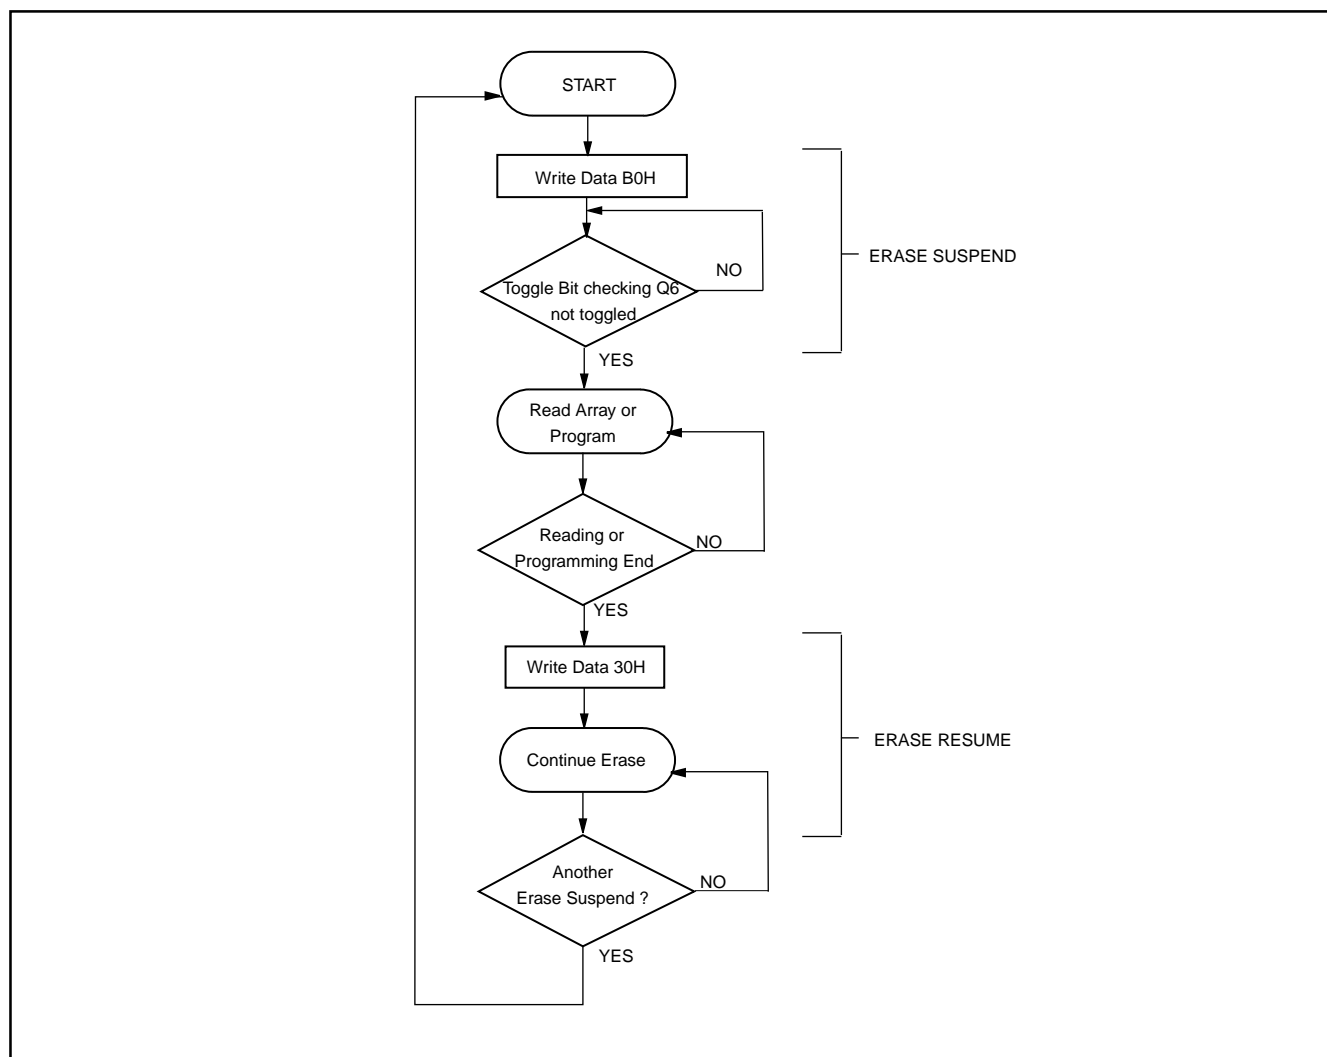 START
Write Data B0H
ERASE SUSPEND
NO
Toggle Bit checking Q6
not toggled
YES
Read Array or
Program
Reading or
Programming End
NO
YES
Write Data 30H
ERASE RESUME
Continue Erase
Another
Erase Suspend ?
NO
YES